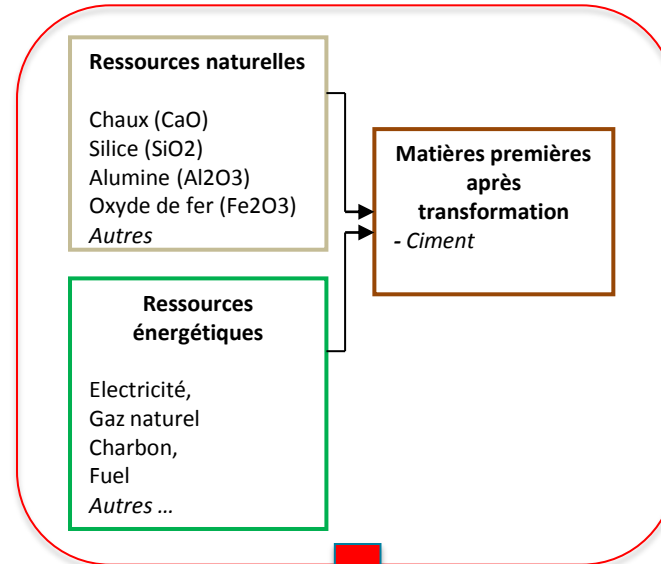 Ressources naturelles
Chaux (CaO)
Silice (SiO2)
Alumine (Al2O3)
Oxyde de fer (Fe2O3)
Autres
Matières premières
après
transformation
- Ciment
Ressources
énergétiques
Electricité,
Gaz naturel
Charbon,
Fuel
Autres ...